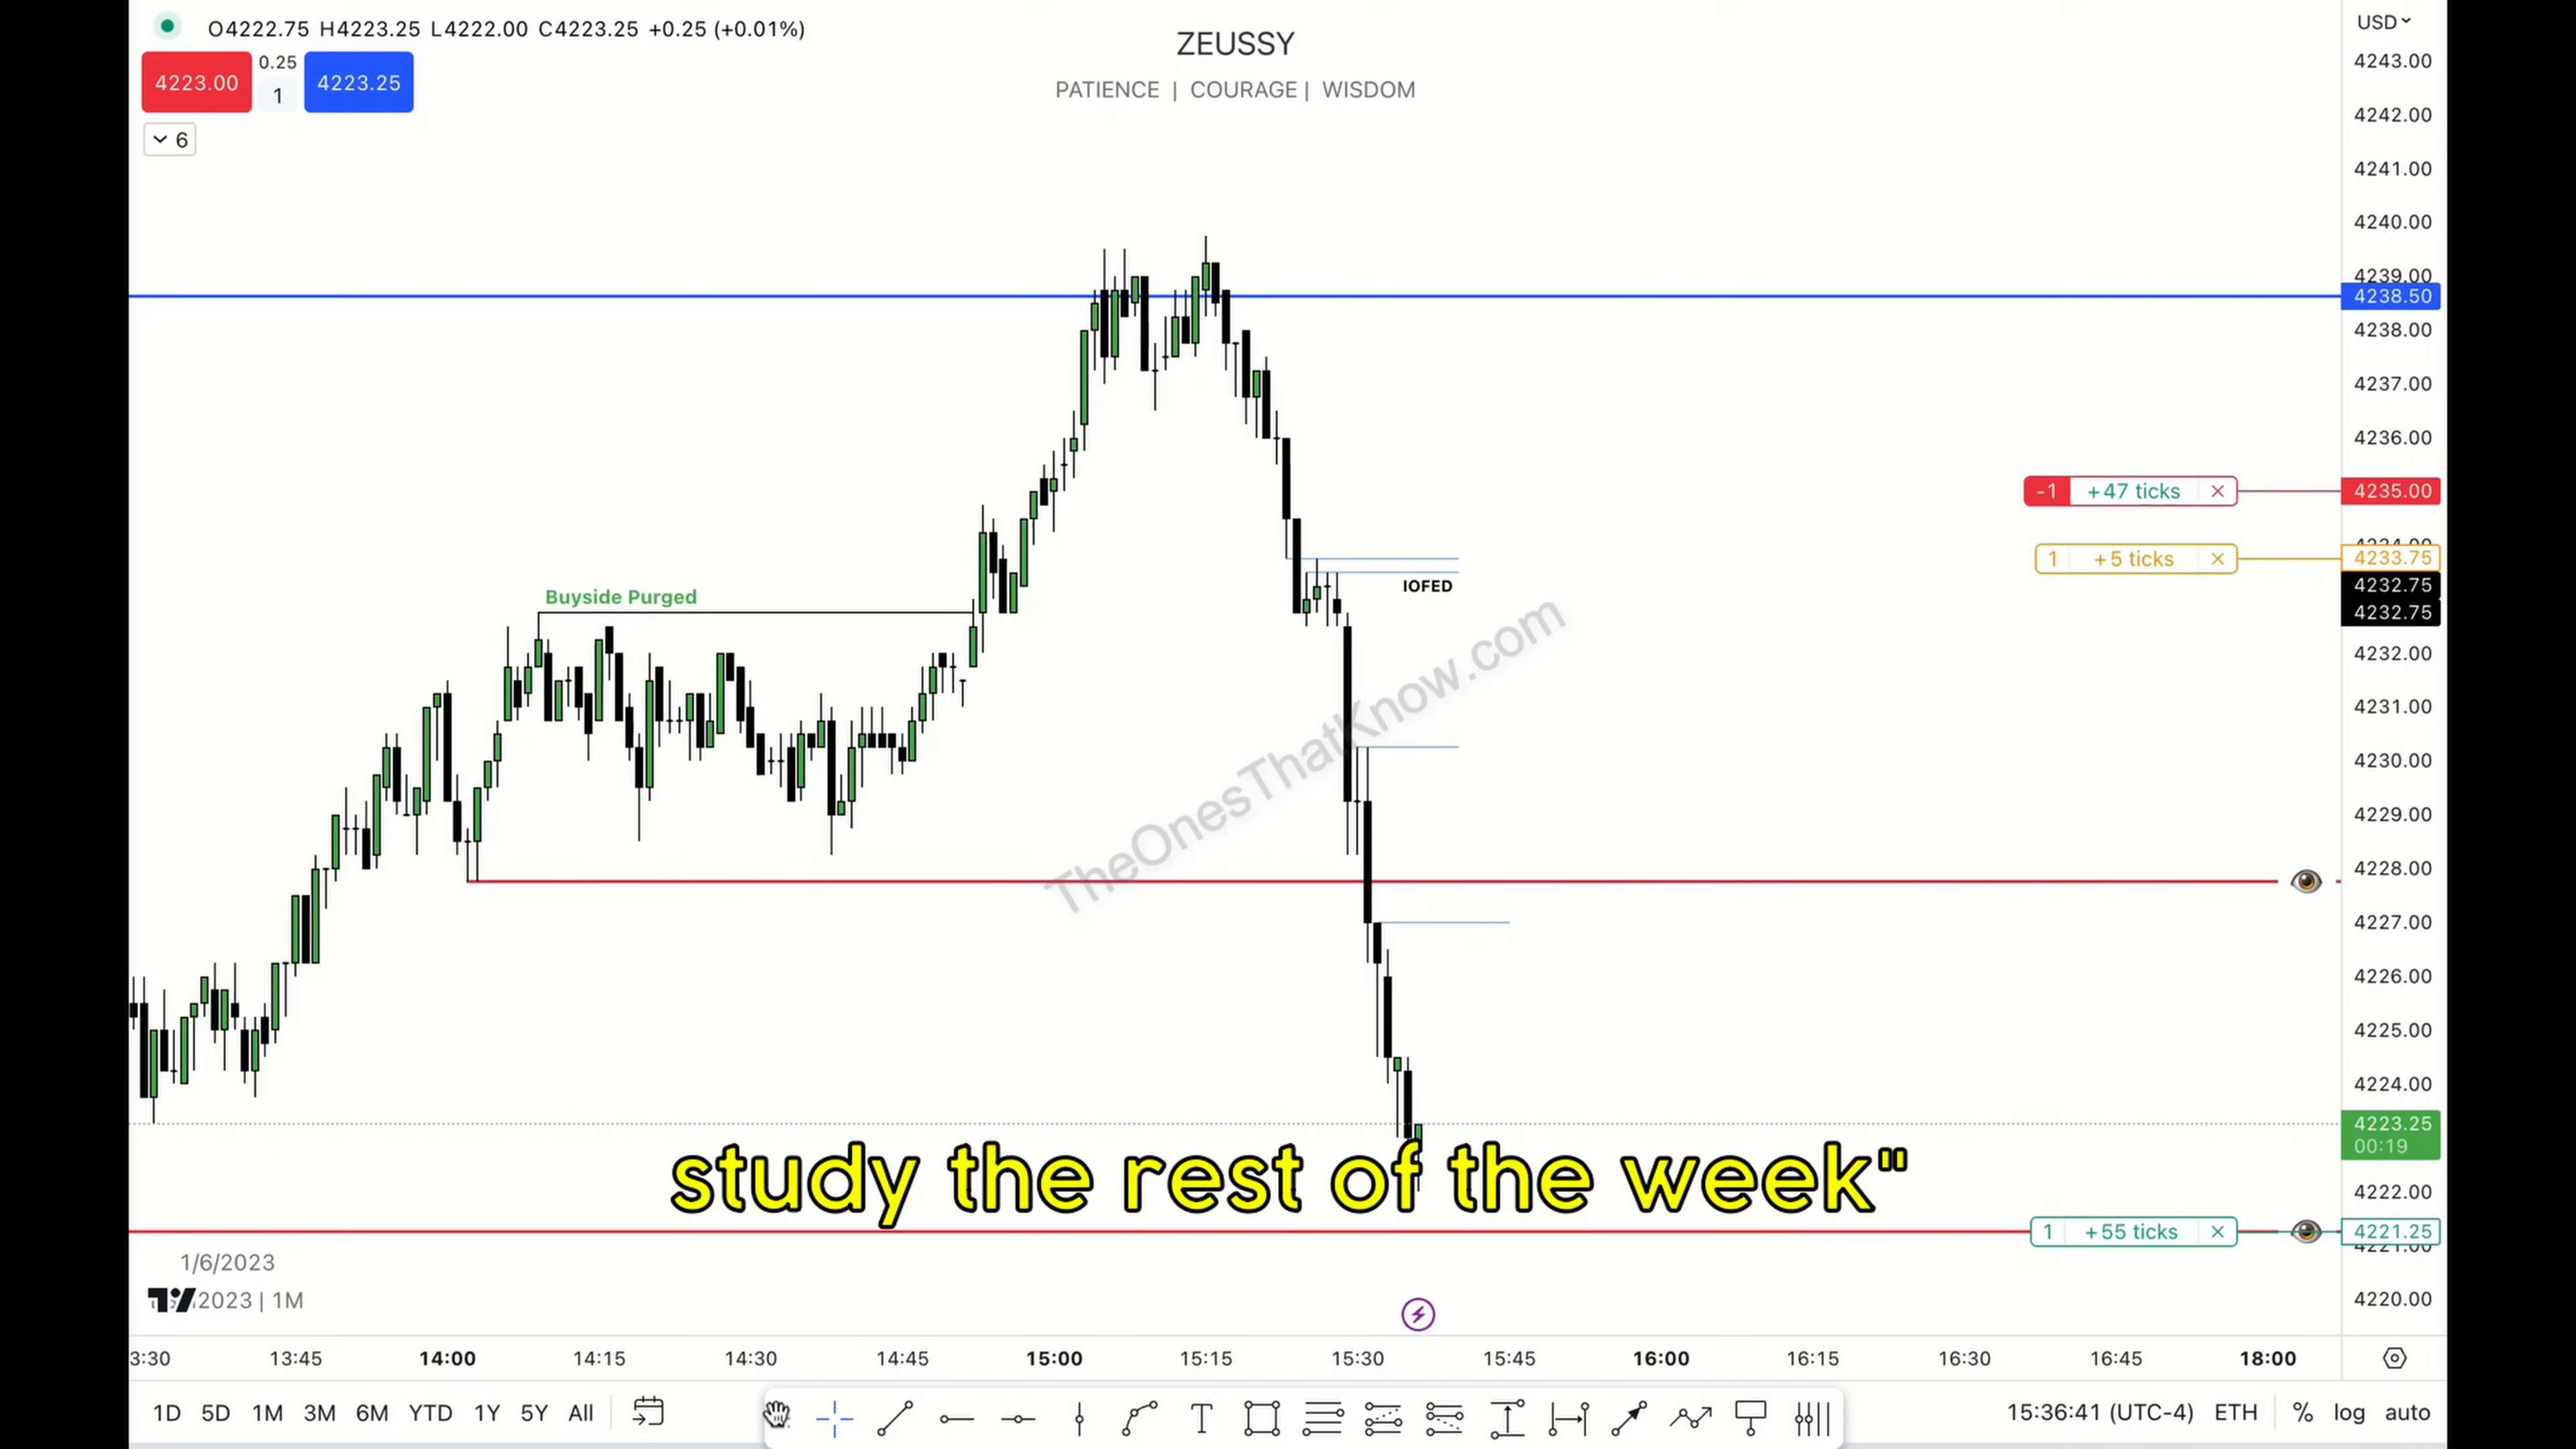 O4222.75 H4223.25 L4222.00 C4223.25 +0.25 (+0.01%)
4223.00
0.25
1
4223.25
6
ZEUSSY
PATIENCE | COURAGE | WISDOM
USD
4243.00
4242.00
4241.00
4240.00
4239.00
4238.50
4238.00
4237.00
4236.00
-1 +47 ticks 4235.00
1 +5 ticks 4233.75
4232.75
4232.75
4232.00
4231.00
4230.00
4229.00
4228.00
4227.00
4226.00
4225.00
4224.00
4223.25
00:19
4222.00
1 +55 ticks 4221.25
4221.00
4220.00
Buyside Purged
IOFED
TheOnesThatKnow.com
study the rest of the week"
1/6/2023
2023 | 1M
3:30 13:45 14:00 14:15 14:30 14:45 15:00 15:15 15:30 15:45 16:00 16:15 16:30 16:45 18:00
1D 5D 1M 3M 6M YTD 1Y 5Y All
15:36:41 (UTC-4) ETH % log auto